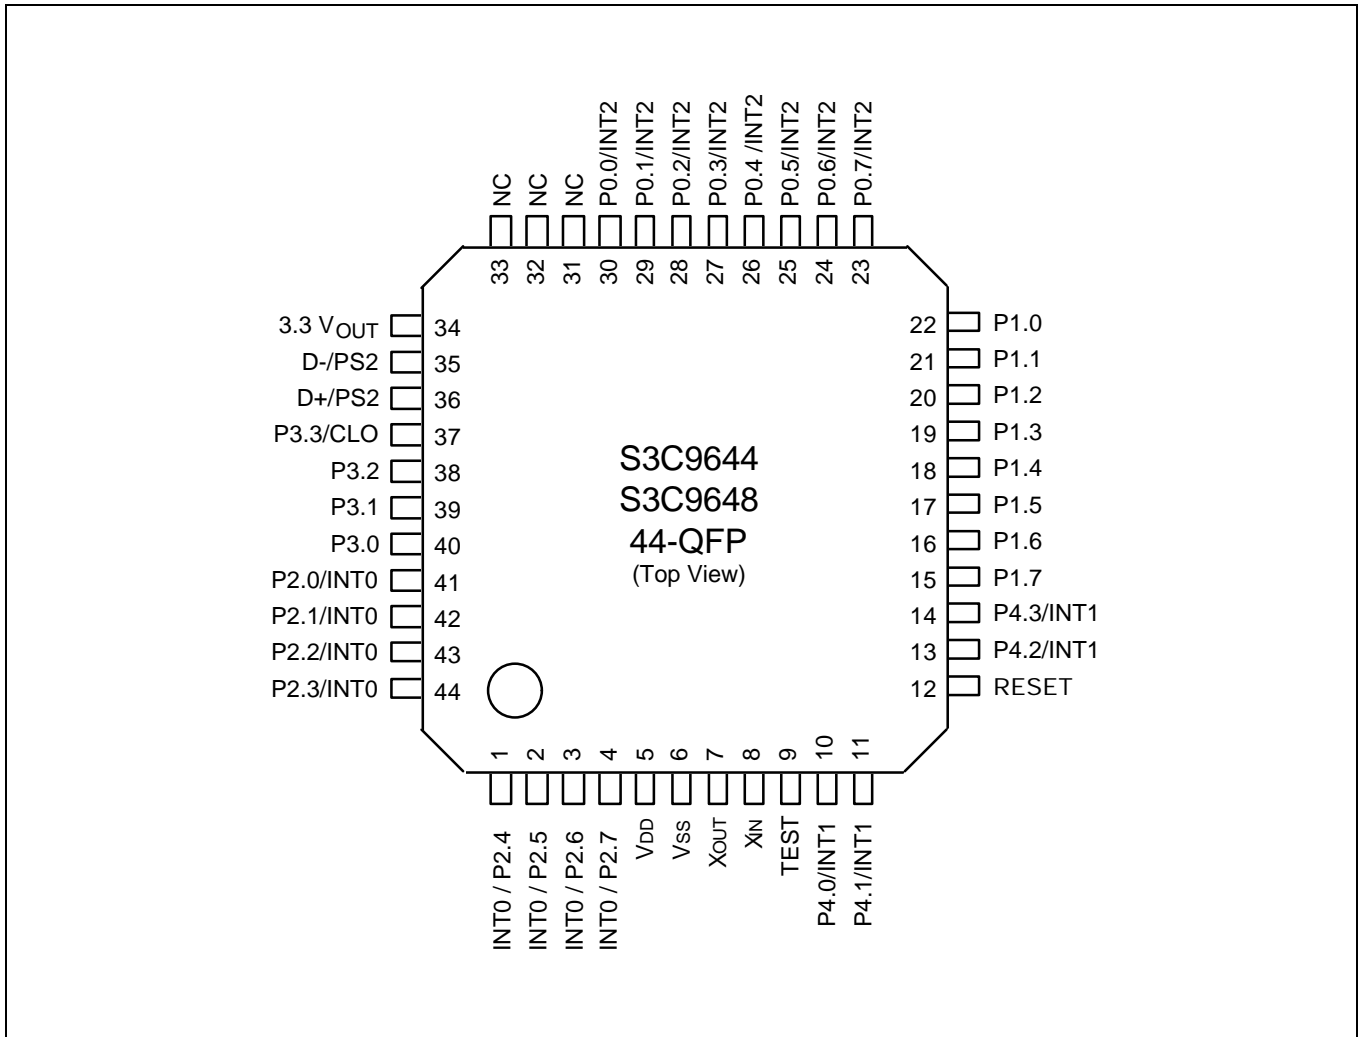 NC
NC
NC
P0.0/INT2
P0.1/INT2
P0.2/INT2
P0.3/INT2
P0.4 /INT2
P0.5/INT2
P0.6/INT2
P0.7/INT2
33
32
31
30
29
28
27
26
25
24
23
3.3 VOUT 34
D-/PS2 35
D+/PS2 36
P3.3/CLO 37
P3.2 38
P3.1 39
P3.0 40
P2.0/INT0 41
P2.1/INT0 42
P2.2/INT0 43
P2.3/INT0 44
S3C9644
S3C9648
44-QFP
(Top View)
22 P1.0
21 P1.1
20 P1.2
19 P1.3
18 P1.4
17 P1.5
16 P1.6
15 P1.7
14 P4.3/INT1
13 P4.2/INT1
12 RESET
1
2
3
4
5
6
7
8
9
10
11
INT0 / P2.4
INT0 / P2.5
INT0 / P2.6
INT0 / P2.7
VDD
VSS
XOUT
XIN
TEST
P4.0/INT1
P4.1/INT1